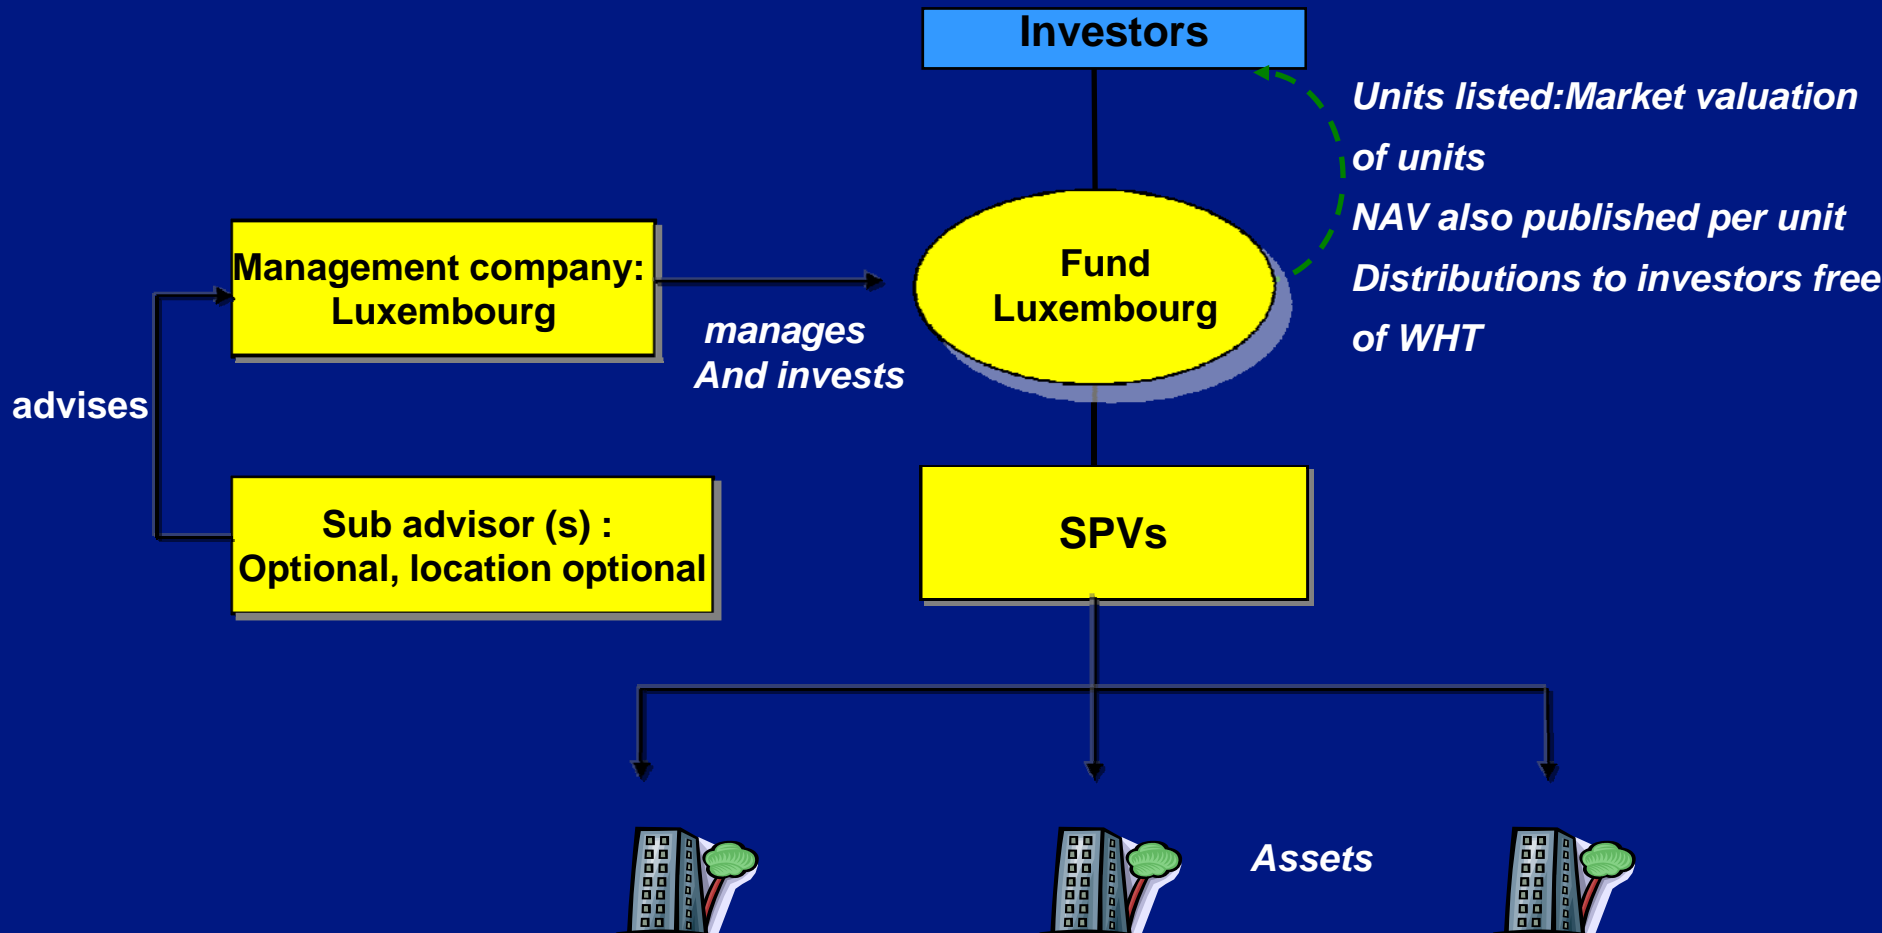 Investors
Units listed:Market valuation
of units
NAV also published per unit
Distributions to investors free
of WHT
Management company:
Luxembourg
Fund
Luxembourg
manages
And invests
advises
Sub advisor (s) :
Optional, location optional
SPVs
Assets